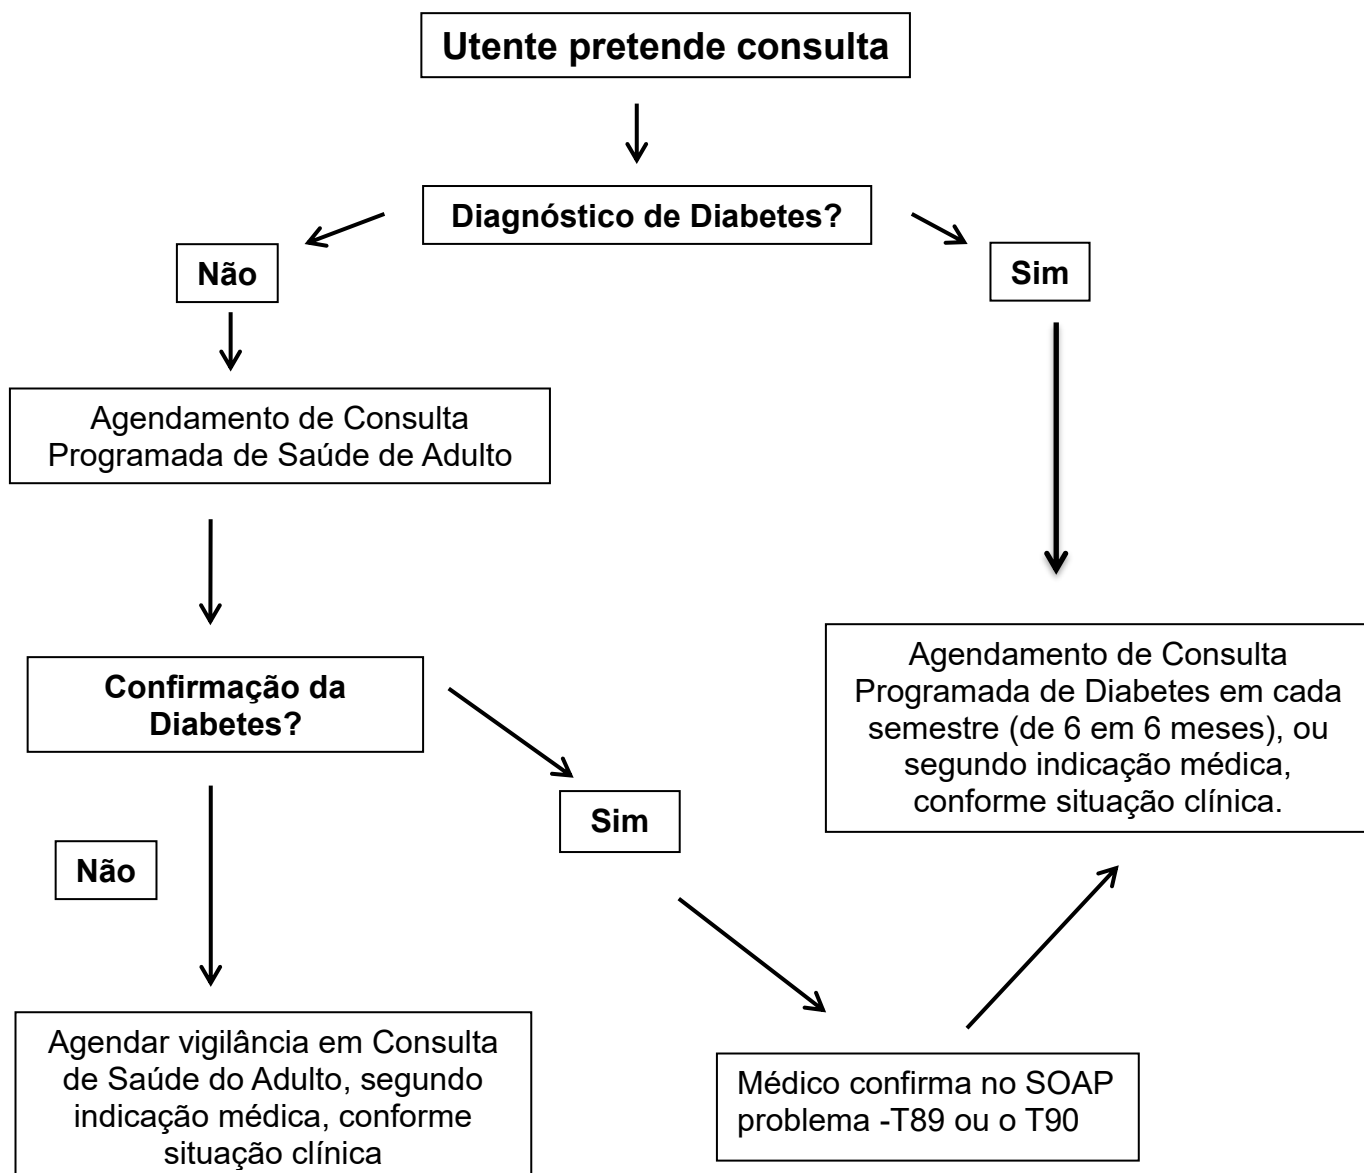 Utente pretende consulta
Diagnóstico de Diabetes?
Não
Sim
Agendamento de Consulta
Programada de Saúde de Adulto
Confirmação da
Diabetes?
Agendamento de Consulta
Programada de Diabetes em cada
semestre (de 6 em 6 meses), ou
segundo indicação médica,
conforme situação clínica.
Sim
Não
Agendar vigilância em Consulta
de Saúde do Adulto, segundo
indicação médica, conforme
situação clínica
Médico confirma no SOAP
problema -T89 ou o T90